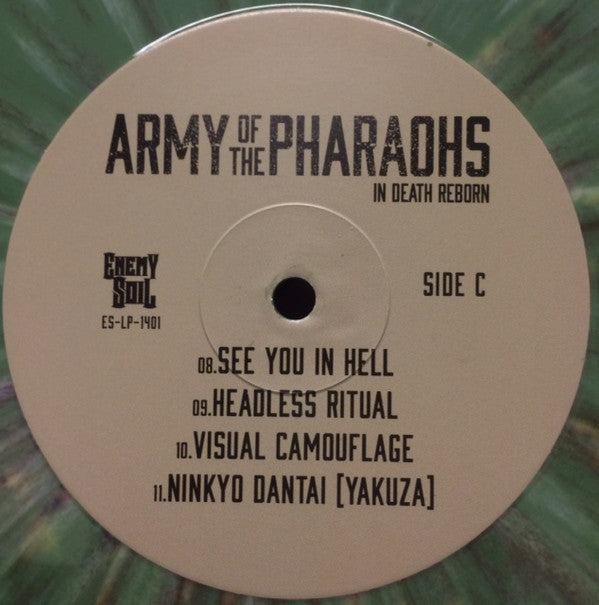 ARMY OF THE PHARAOHS
IN DEATH REBORN
ENEMY SOIL
ES-LP-1401
SIDE C
08.SEE YOU IN HELL
09.HEADLESS RITUAL
10.VISUAL CAMOUFLAGE
11.NINKYO DANTAI [YAKUZA]